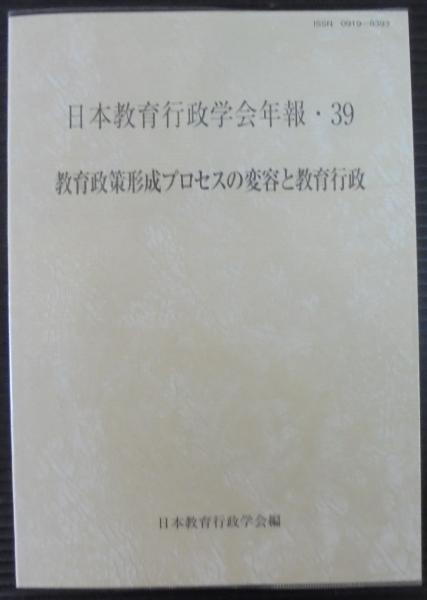 ISSN 0919-8393
日本教育行政学会年報・39
教育政策形成プロセスの変容と教育行政
日本教育行政学会編